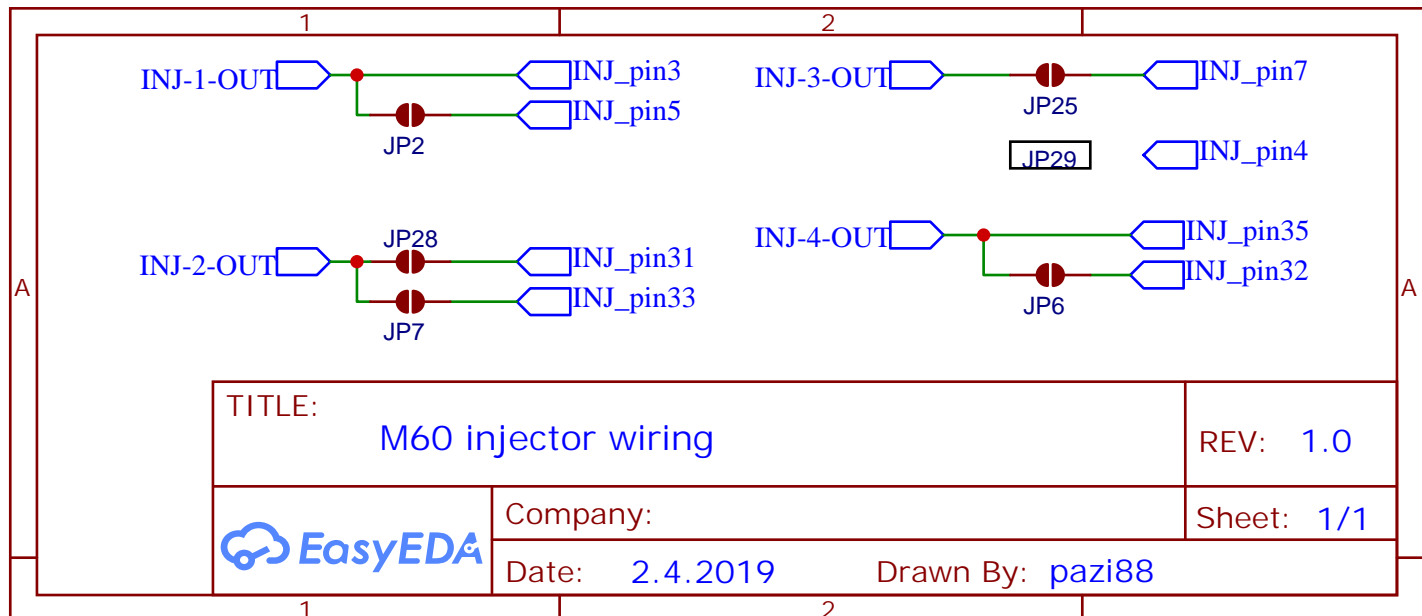 1 2
INJ-1-OUT INJ_pin3 INJ-3-OUT INJ_pin7
INJ_pin5 JP25
JP2 JP29 INJ_pin4
JP28 INJ-4-OUT INJ_pin35
INJ-2-OUT INJ_pin31 INJ_pin32
A A
INJ_pin33 JP6
JP7
TITLE:
M60 injector wiring REV: 1.0
EasyEDA Company: Sheet: 1/1
Date: 2.4.2019 Drawn By: pazi88
1 2